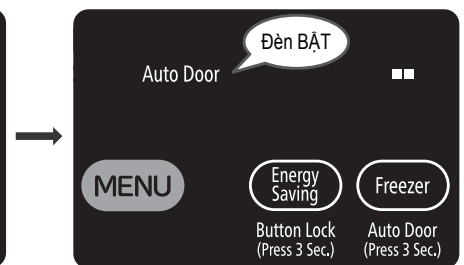 Đèn BẬT
Auto Door
MENU
Energy
Saving
Freezer
Button Lock
(Press 3 Sec.)
Auto Door
(Press 3 Sec.)